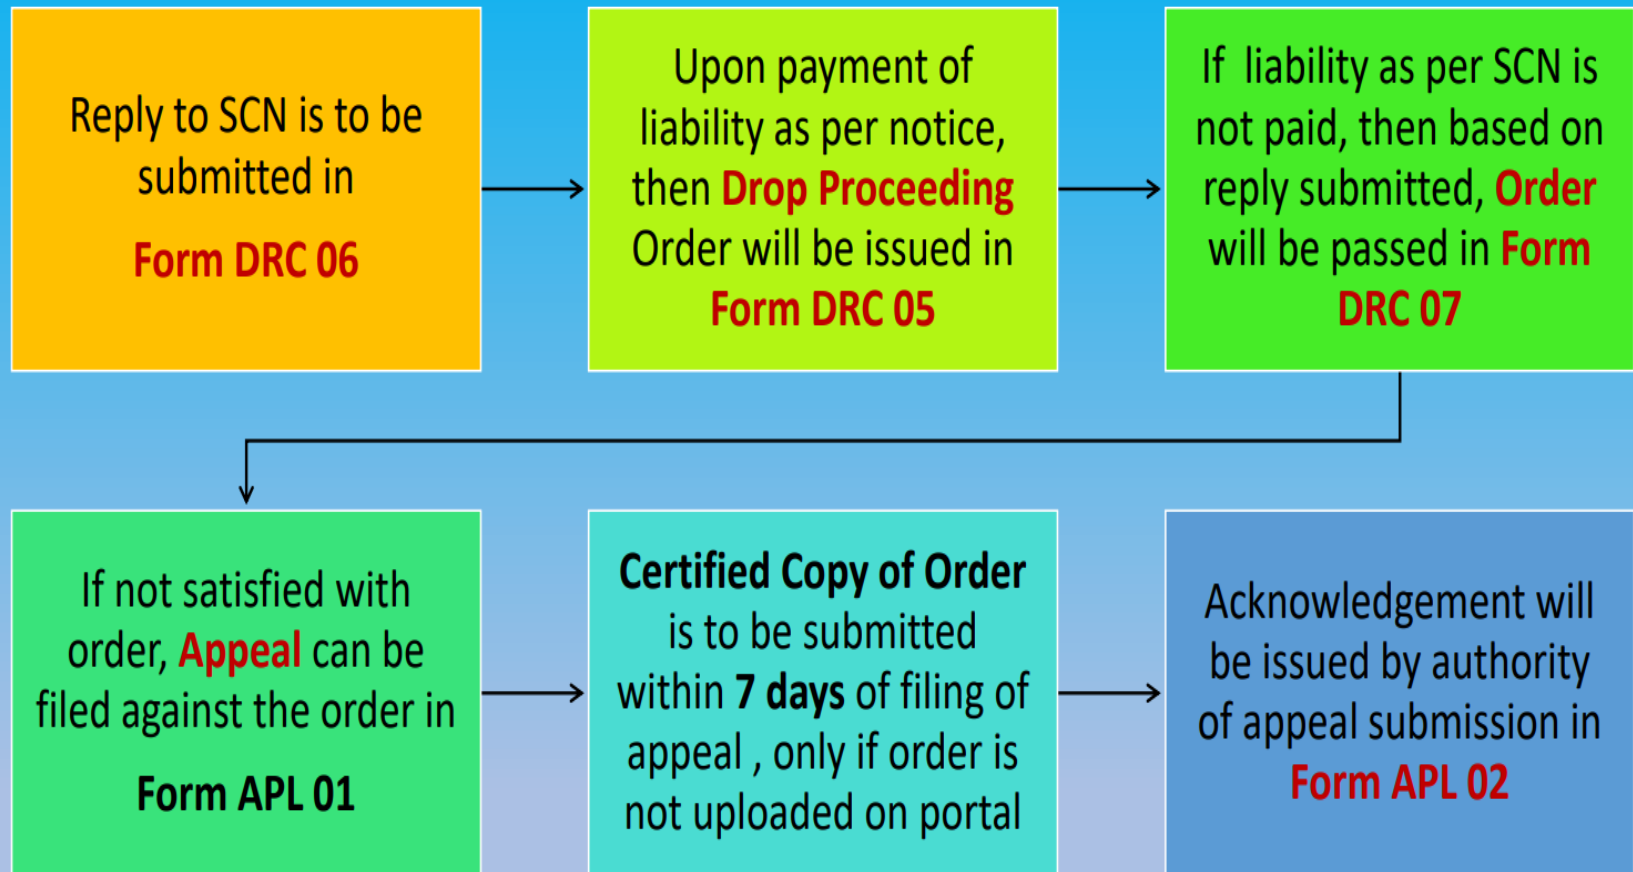 Reply to SCN is to be
submitted in
Form DRC 06
Upon payment of
liability as per notice,
then Drop Proceeding
Order will be issued in
Form DRC 05
If  liability as per SCN is
not paid, then based on
reply submitted, Order
will be passed in Form
DRC 07
If not satisfied with
order, Appeal can be
filed against the order in
Form APL 01
Certified Copy of Order
is to be submitted
within 7 days of filing of
appeal , only if order is
not uploaded on portal
Acknowledgement will
be issued by authority
of appeal submission in
Form APL 02